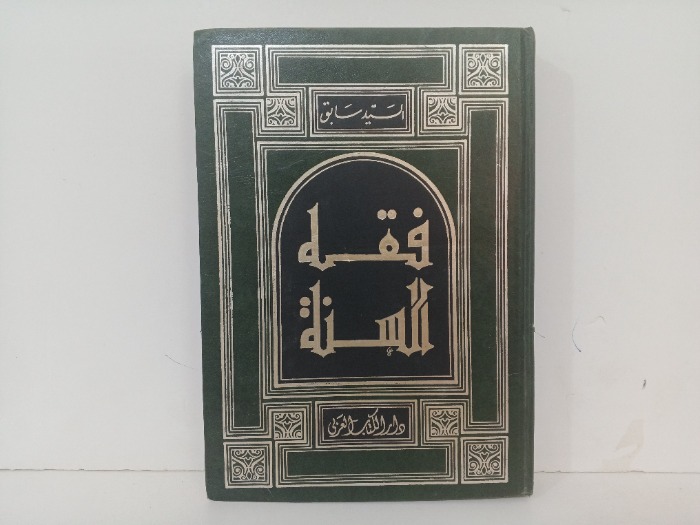 السيد سابق
فقه
السنة
دار الكتاب العربي